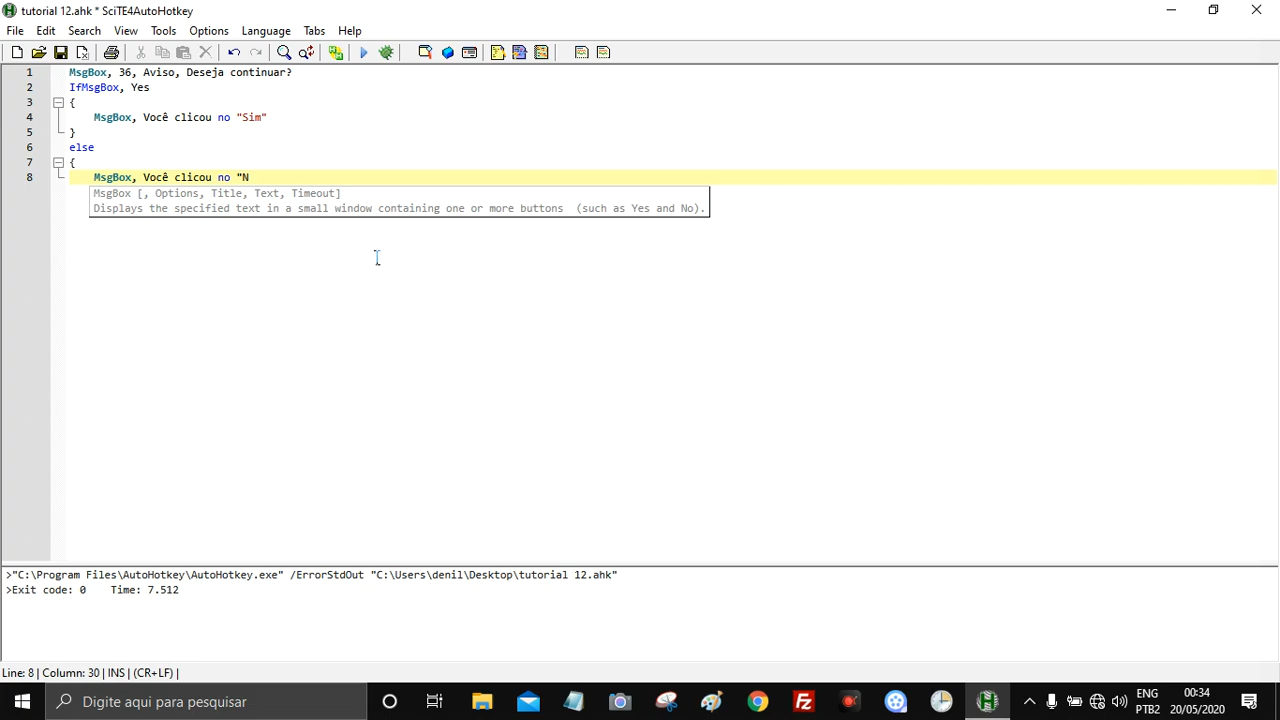 tutorial 12.ahk * SciTE4AutoHotkey
File Edit Search View Tools Options Language Tabs Help
1 MsgBox, 36, Aviso, Deseja continuar?
2 IfMsgBox, Yes
3 {
4 MsgBox, Você clicou no "Sim"
5 }
6 else
7 {
8 MsgBox, Você clicou no "N
MsgBox [, Options, Title, Text, Timeout]
Displays the specified text in a small window containing one or more buttons (such as Yes and No).
>"C:\Program Files\AutoHotkey\AutoHotkey.exe" /ErrorStdOut "C:\Users\denil\Desktop\tutorial 12.ahk"
>Exit code: 0 Time: 7.512
Line: 8 | Column: 30 | INS | (CR+LF) |
Digite aqui para pesquisar
ENG 00:34
PTB2 20/05/2020